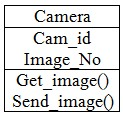 Camera
Cam_id
Image_No
Get_image()
Send_image()